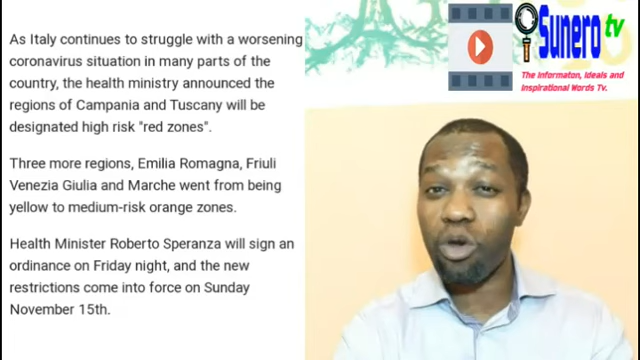 As Italy continues to struggle with a worsening
coronavirus situation in many parts of the
country, the health ministry announced the
regions of Campania and Tuscany will be
designated high risk "red zones".
Three more regions, Emilia Romagna, Friuli
Venezia Giulia and Marche went from being
yellow to medium-risk orange zones.
Health Minister Roberto Speranza will sign an
ordinance on Friday night, and the new
restrictions come into force on Sunday
November 15th.
Sunero tv
The Informaton, Ideals and
Inspirational Words Tv.